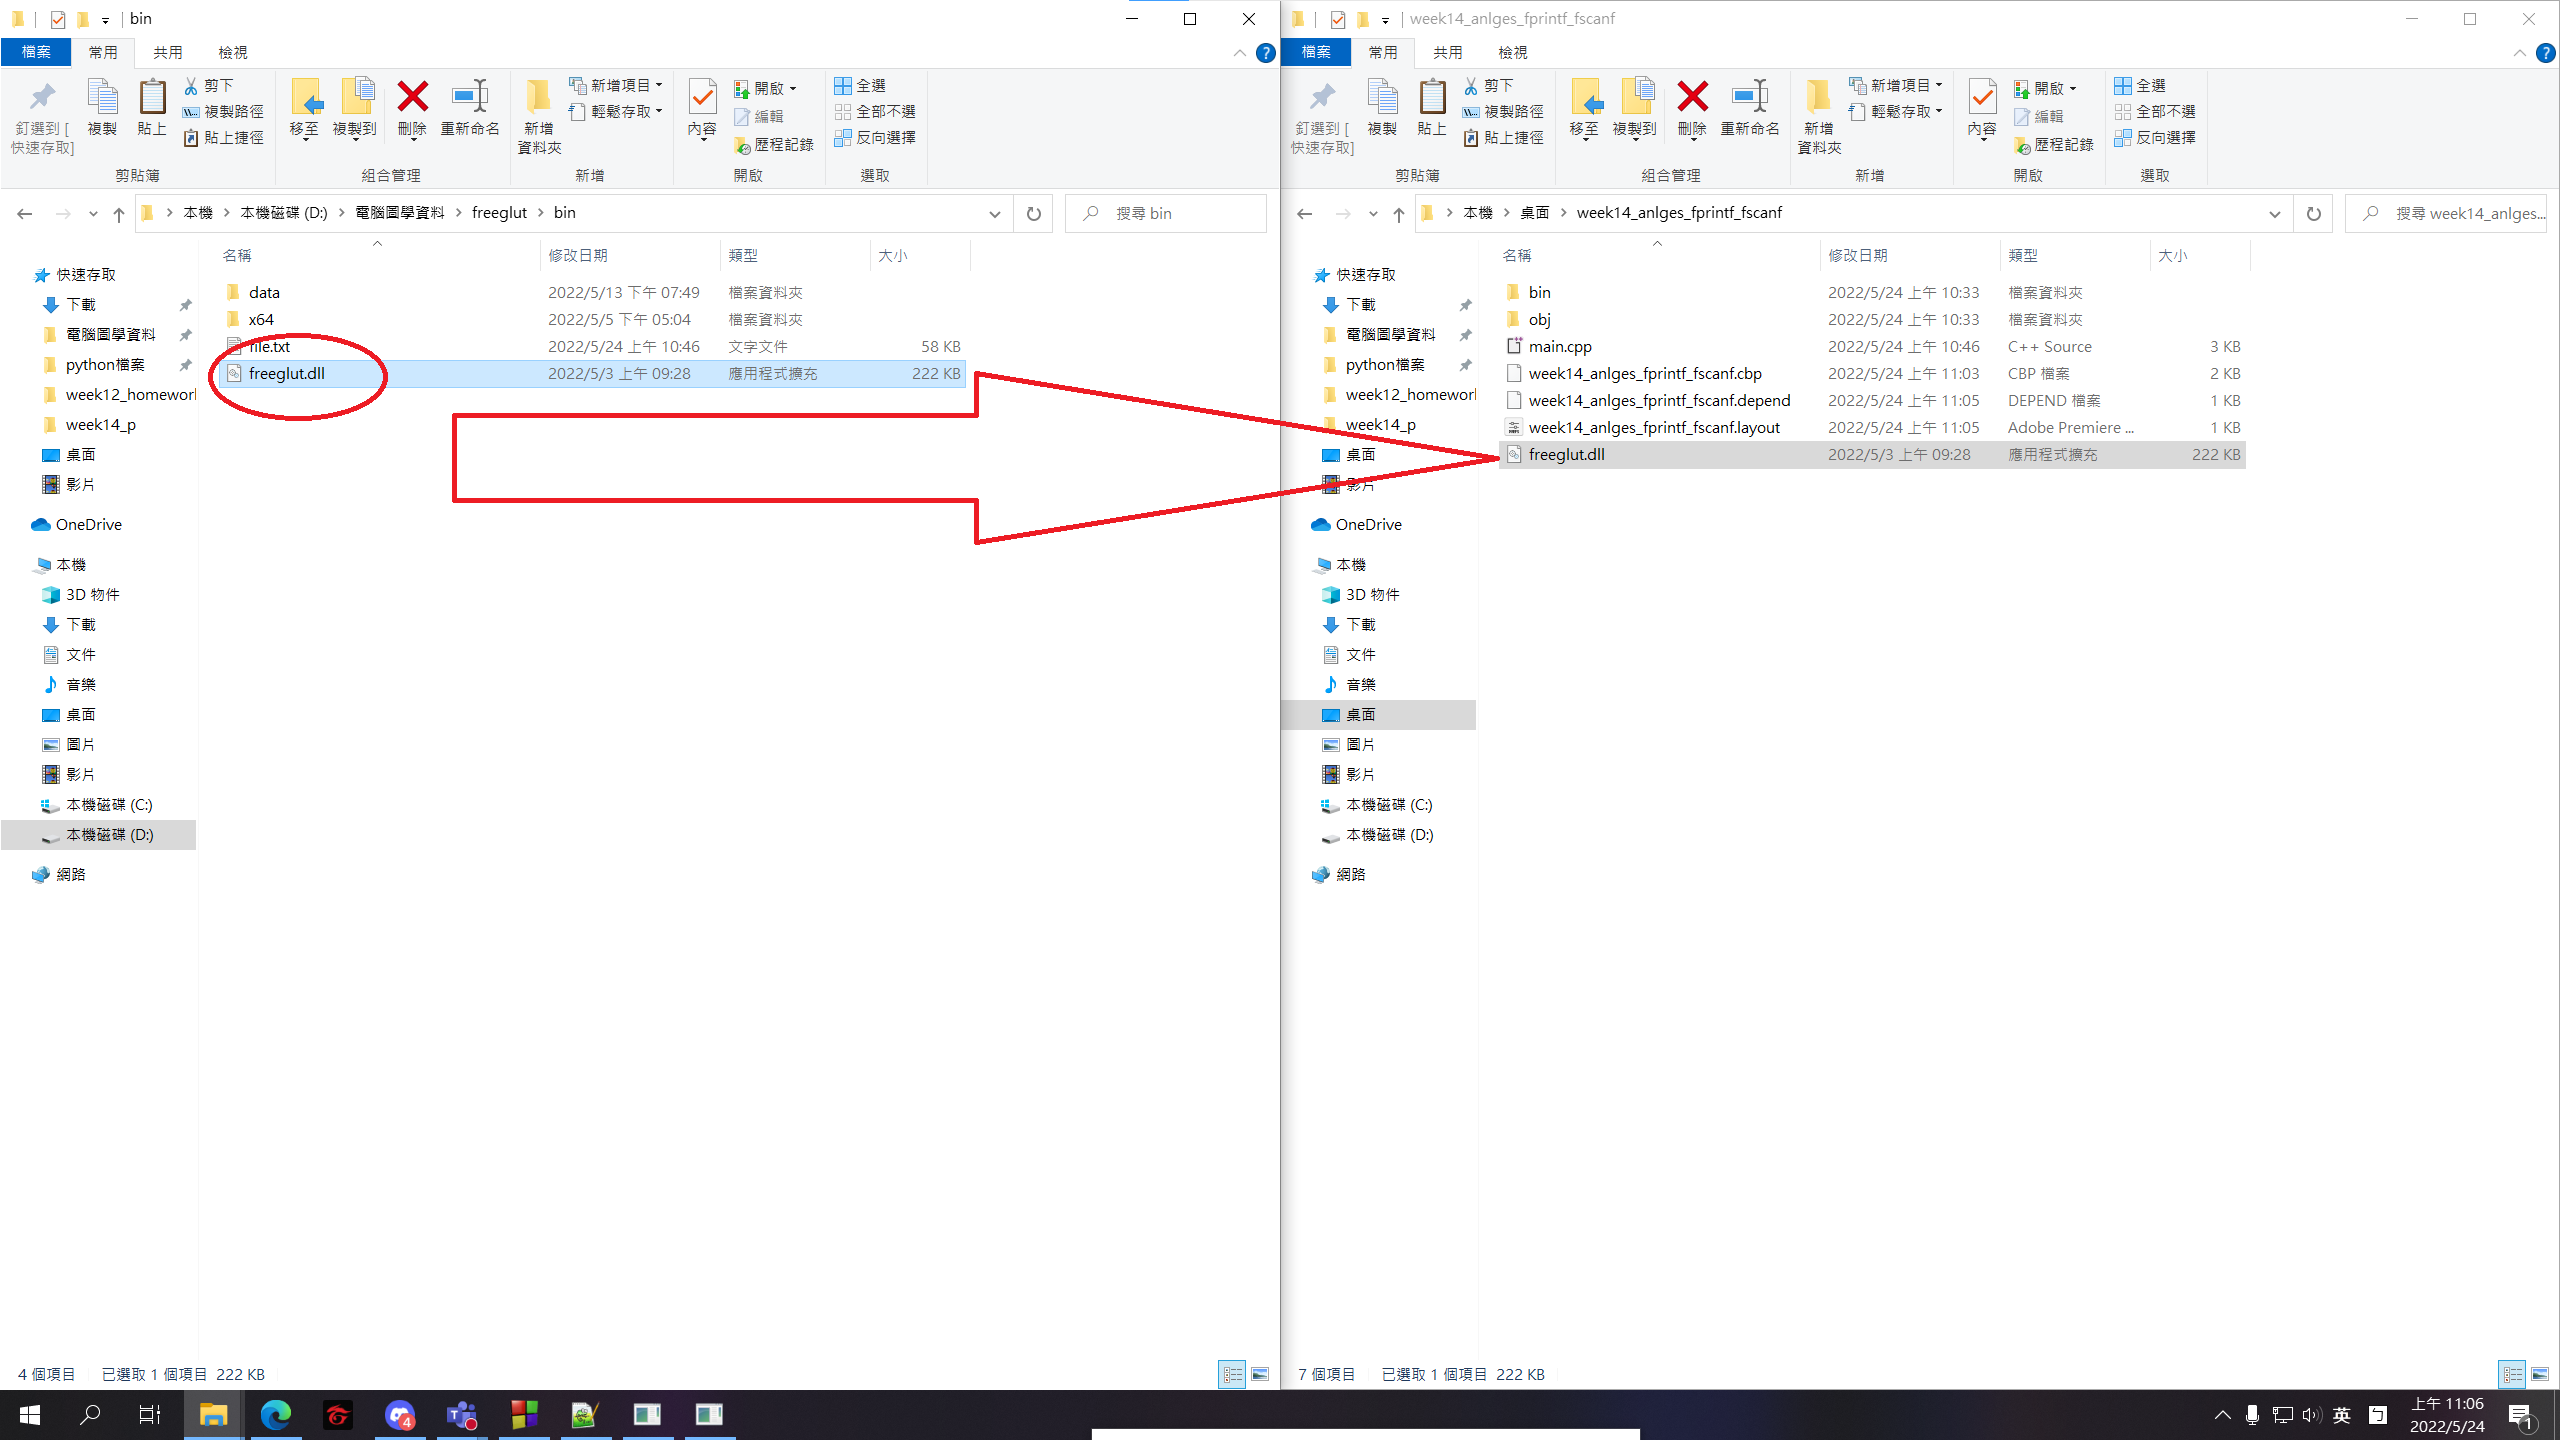 bin
檔案 常用 共用 檢視
釘選到 [
快速存取]
複製
貼上
剪下
複製路徑
貼上捷徑
移至
複製到
刪除
重新命名
新增
資料夾
新增項目
輕鬆存取
內容
開啟
編輯
歷程記錄
全選
全部不選
反向選擇
剪貼簿 組合管理 新增 開啟 選取
本機 本機磁碟 (D:) 電腦圖學資料 freeglut bin
搜尋 bin
名稱 修改日期 類型 大小
data 2022/5/13 下午 07:49 檔案資料夾
x64 2022/5/5 下午 05:04 檔案資料夾
file.txt 2022/5/24 上午 10:46 文字文件 58 KB
freeglut.dll 2022/5/3 上午 09:28 應用程式擴充 222 KB
快速存取
下載
電腦圖學資料
python檔案
week12_homework
week14_p
桌面
影片
OneDrive
本機
3D 物件
下載
文件
音樂
桌面
圖片
影片
本機磁碟 (C:)
本機磁碟 (D:)
網路
4 個項目 已選取 1 個項目 222 KB
week14_anlges_fprintf_fscanf
檔案 常用 共用 檢視
釘選到 [
快速存取]
複製
貼上
剪下
複製路徑
貼上捷徑
移至
複製到
刪除
重新命名
新增
資料夾
新增項目
輕鬆存取
內容
開啟
編輯
歷程記錄
全選
全部不選
反向選擇
剪貼簿 組合管理 新增 開啟 選取
本機 桌面 week14_anlges_fprintf_fscanf
搜尋 week14_anlges...
名稱 修改日期 類型 大小
bin 2022/5/24 上午 10:33 檔案資料夾
obj 2022/5/24 上午 10:33 檔案資料夾
main.cpp 2022/5/24 上午 10:46 C++ Source 3 KB
week14_anlges_fprintf_fscanf.cbp 2022/5/24 上午 11:03 CBP 檔案 2 KB
week14_anlges_fprintf_fscanf.depend 2022/5/24 上午 11:05 DEPEND 檔案 1 KB
week14_anlges_fprintf_fscanf.layout 2022/5/24 上午 11:05 Adobe Premiere ... 1 KB
freeglut.dll 2022/5/3 上午 09:28 應用程式擴充 222 KB
快速存取
下載
電腦圖學資料
python檔案
week12_homework
week14_p
桌面
影片
OneDrive
本機
3D 物件
下載
文件
音樂
桌面
圖片
影片
本機磁碟 (C:)
本機磁碟 (D:)
網路
7 個項目 已選取 1 個項目 222 KB
4
英 ㄅ
上午 11:06
2022/5/24
1